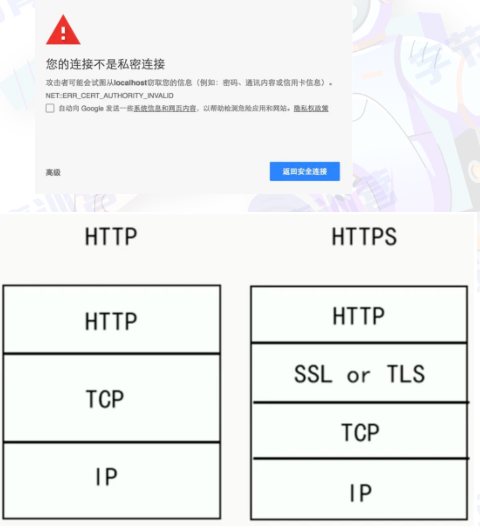 您的连接不是私密连接
攻击者可能会试图从localhost窃取您的信息（例如：密码、通讯内容或信用卡信息）。
NET::ERR_CERT_AUTHORITY_INVALID
自动向 Google 发送一些系统信息和网页内容，以帮助检测危险应用和网站。隐私权政策
高级
返回安全连接
HTTP
HTTPS
HTTP
TCP
IP
HTTP
SSL or TLS
TCP
IP